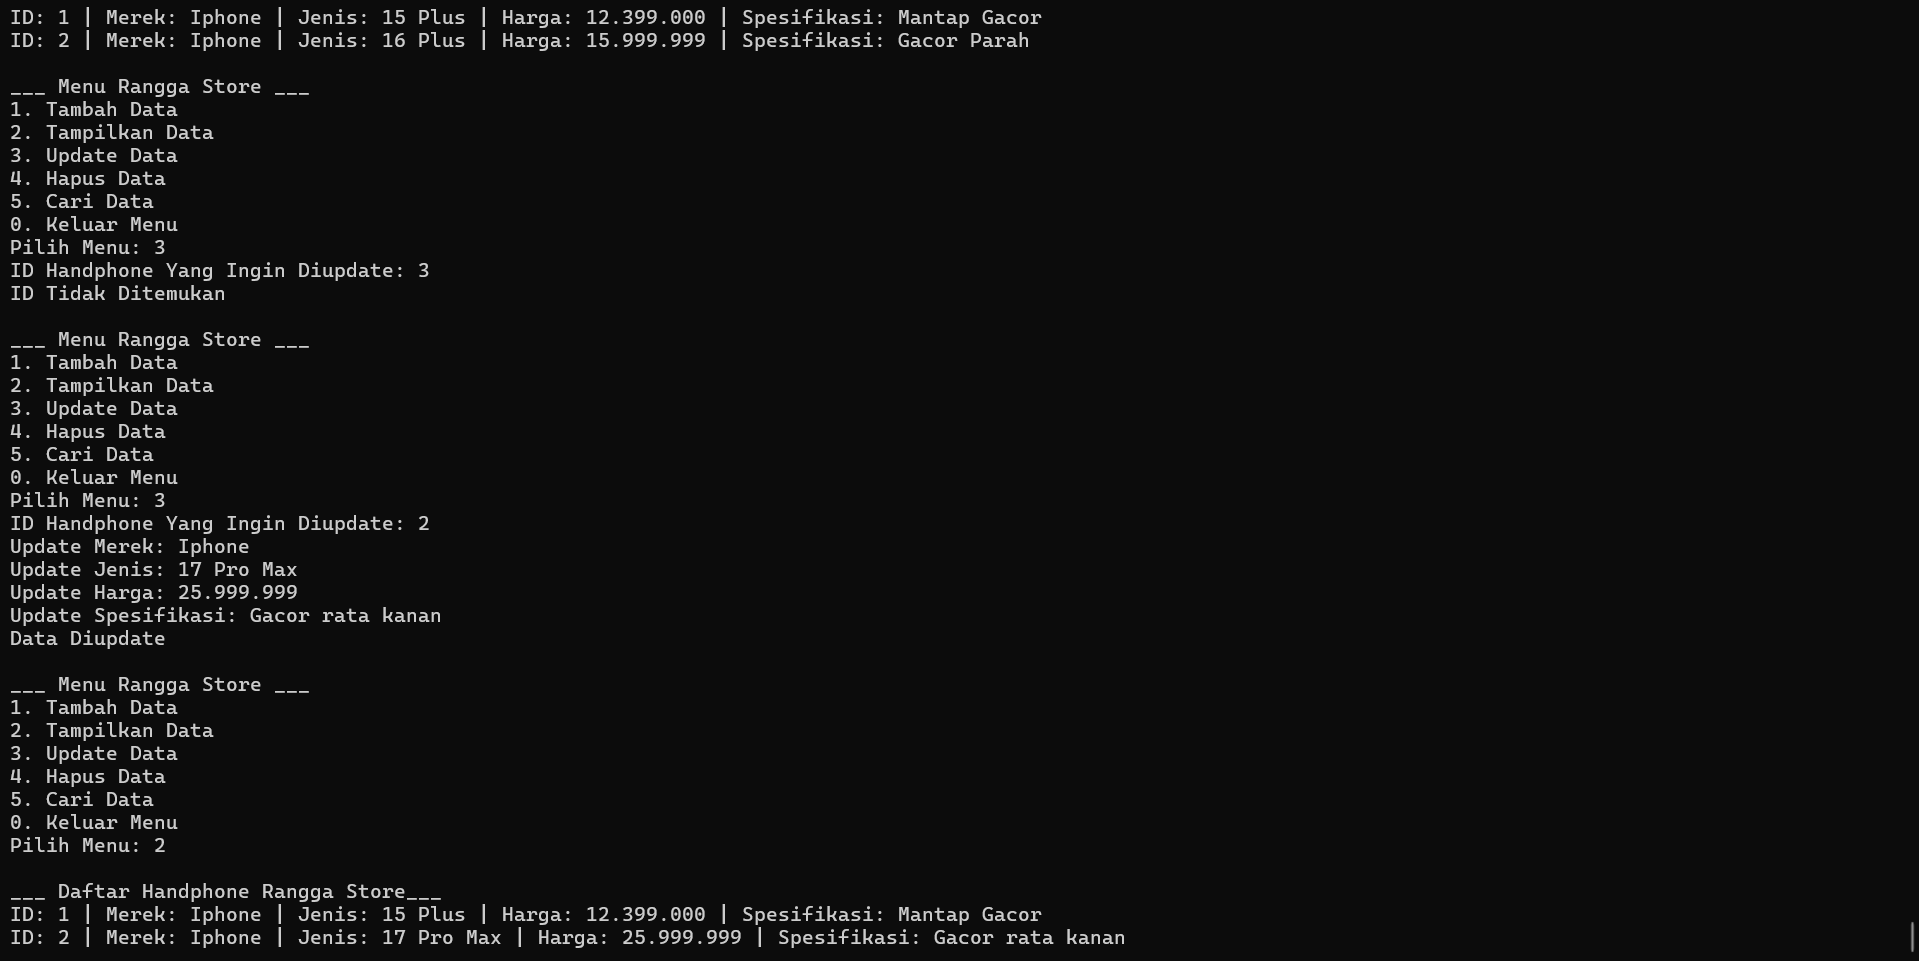 ID: 1 | Merek: Iphone | Jenis: 15 Plus | Harga: 12.399.000 | Spesifikasi: Mantap Gacor
ID: 2 | Merek: Iphone | Jenis: 16 Plus | Harga: 15.999.999 | Spesifikasi: Gacor Parah
___ Menu Rangga Store ___
1. Tambah Data
2. Tampilkan Data
3. Update Data
4. Hapus Data
5. Cari Data
0. Keluar Menu
Pilih Menu: 3
ID Handphone Yang Ingin Diupdate: 3
ID Tidak Ditemukan
___ Menu Rangga Store ___
1. Tambah Data
2. Tampilkan Data
3. Update Data
4. Hapus Data
5. Cari Data
0. Keluar Menu
Pilih Menu: 3
ID Handphone Yang Ingin Diupdate: 2
Update Merek: Iphone
Update Jenis: 17 Pro Max
Update Harga: 25.999.999
Update Spesifikasi: Gacor rata kanan
Data Diupdate
___ Menu Rangga Store ___
1. Tambah Data
2. Tampilkan Data
3. Update Data
4. Hapus Data
5. Cari Data
0. Keluar Menu
Pilih Menu: 2
___ Daftar Handphone Rangga Store___
ID: 1 | Merek: Iphone | Jenis: 15 Plus | Harga: 12.399.000 | Spesifikasi: Mantap Gacor
ID: 2 | Merek: Iphone | Jenis: 17 Pro Max | Harga: 25.999.999 | Spesifikasi: Gacor rata kanan